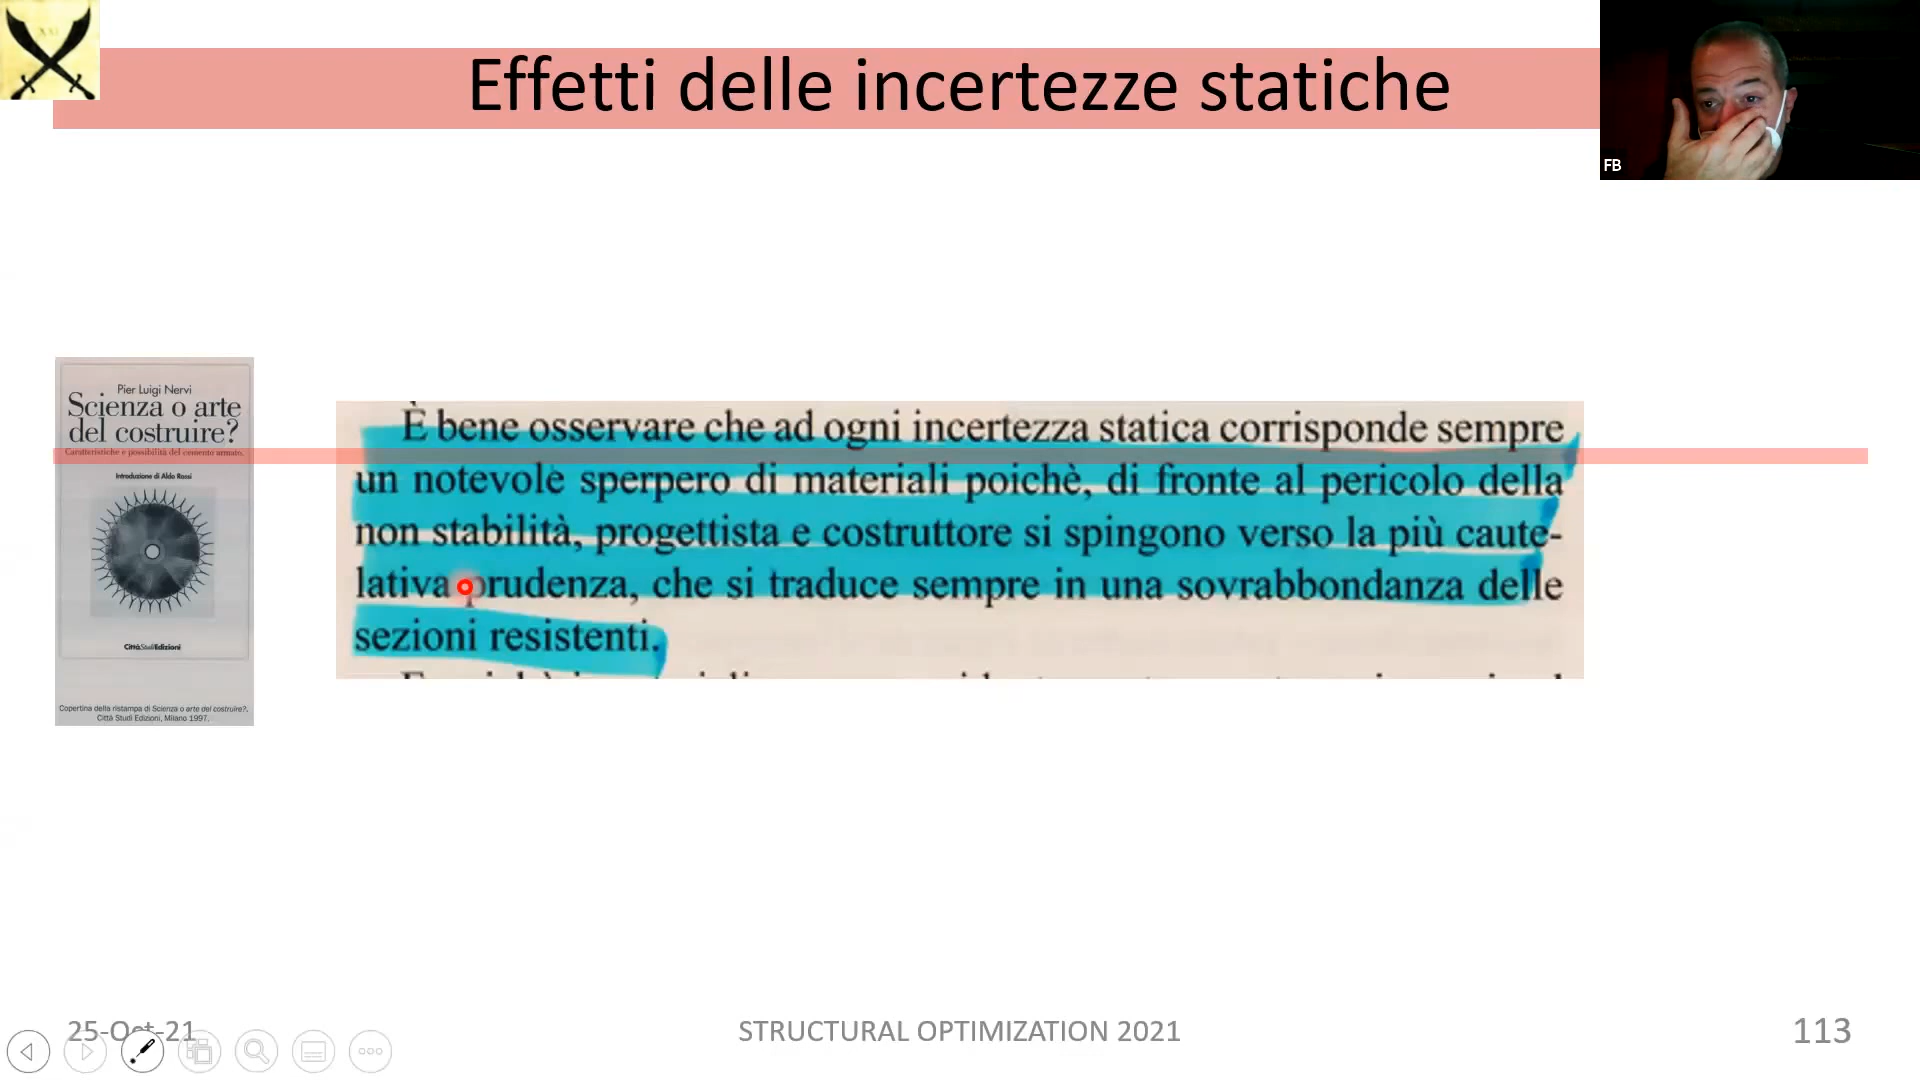 XXI
Effetti delle incertezze statiche
FB
Pier Luigi Nervi
Scienza o arte
del costruire?
Caratteristiche e possibilità del cemento armato.
Introduzione di Aldo Rossi
CittàStudiEdizioni
Copertina della ristampa di Scienza o arte del costruire?,
Città Studi Edizioni, Milano 1997.
È bene osservare che ad ogni incertezza statica corrisponde sempre
un notevole sperpero di materiali poichè, di fronte al pericolo della
non stabilità, progettista e costruttore si spingono verso la più caute-
lativa prudenza, che si traduce sempre in una sovrabbondanza delle
sezioni resistenti.
25-Oct-21
STRUCTURAL OPTIMIZATION 2021
113